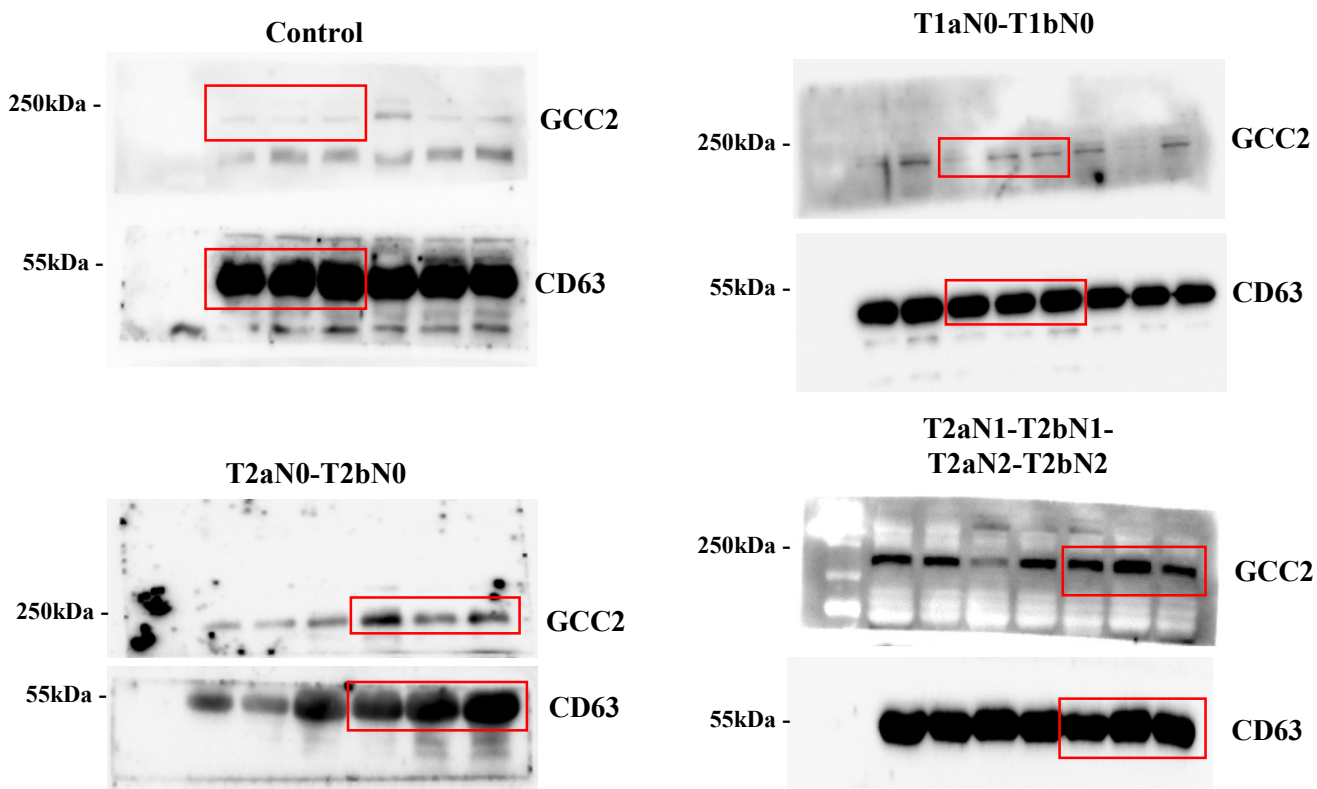 Control
250kDa -
GCC2
55kDa -
CD63
T1aN0-T1bN0
250kDa -
GCC2
55kDa -
CD63
T2aN0-T2bN0
250kDa -
GCC2
55kDa -
CD63
T2aN1-T2bN1-
T2aN2-T2bN2
250kDa -
GCC2
55kDa -
CD63